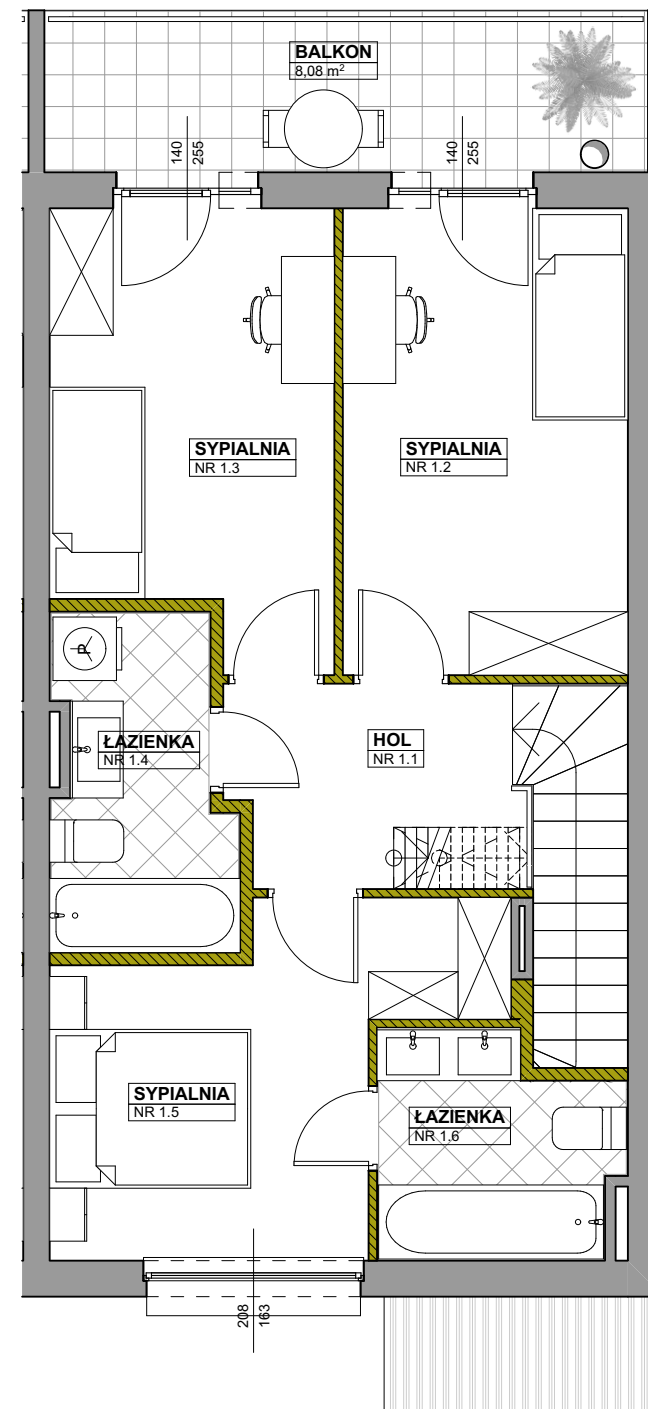 BALKON
8,08 m²
140
255
140
255
SYPIALNIA
NR 1.3
SYPIALNIA
NR 1.2
P
ŁAZIENKA
NR 1.4
HOL
NR 1.1
SYPIALNIA
NR 1.5
ŁAZIENKA
NR 1.6
208
163